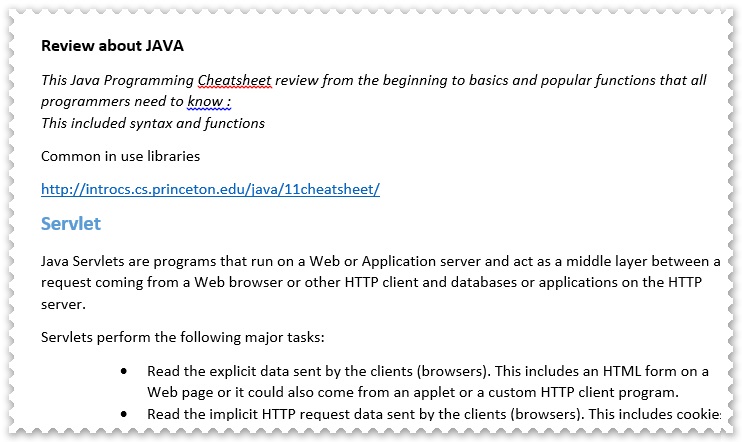 Review about JAVA
This Java Programming Cheatsheet review from the beginning to basics and popular functions that all
programmers need to know :
This included syntax and functions
Common in use libraries
http://introcs.cs.princeton.edu/java/11cheatsheet/
Servlet
Java Servlets are programs that run on a Web or Application server and act as a middle layer between a
request coming from a Web browser or other HTTP client and databases or applications on the HTTP
server.
Servlets perform the following major tasks:
• Read the explicit data sent by the clients (browsers). This includes an HTML form on a
Web page or it could also come from an applet or a custom HTTP client program.
• Read the implicit HTTP request data sent by the clients (browsers). This includes cookie